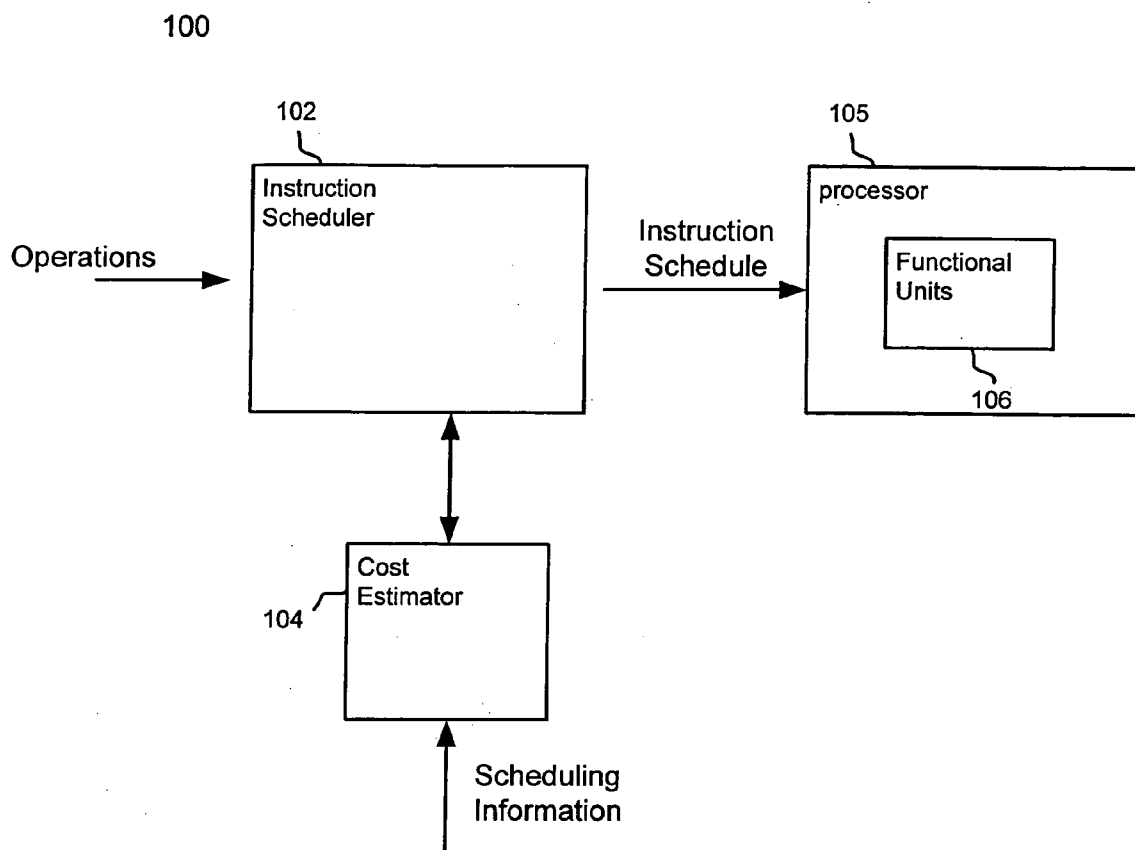 100
102
105
Instruction
Scheduler
processor
Operations
Instruction
Schedule
Functional
Units
106
Cost
Estimator
104
Scheduling
Information